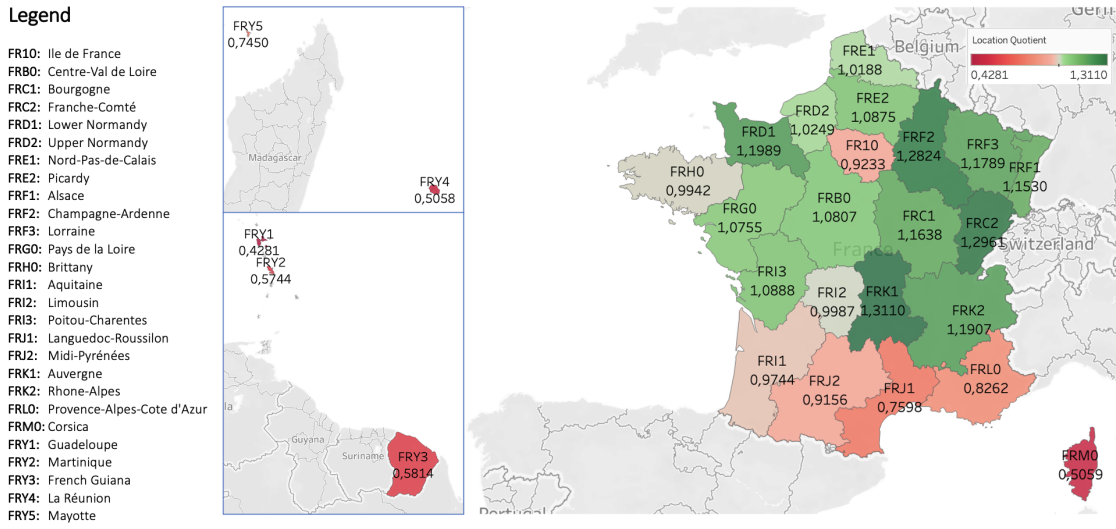 Legend
FR10: Ile de France
FRB0: Centre-Val de Loire
FRC1: Bourgogne
FRC2: Franche-Comté
FRD1: Lower Normandy
FRD2: Upper Normandy
FRE1: Nord-Pas-de-Calais
FRE2: Picardy
FRF1: Alsace
FRF2: Champagne-Ardenne
FRF3: Lorraine
FRG0: Pays de la Loire
FRH0: Brittany
FRI1: Aquitaine
FRI2: Limousin
FRI3: Poitou-Charentes
FRJ1: Languedoc-Roussilon
FRJ2: Midi-Pyrénées
FRK1: Auvergne
FRK2: Rhone-Alpes
FRL0: Provence-Alpes-Cote d'Azur
FRM0: Corsica
FRY1: Guadeloupe
FRY2: Martinique
FRY3: French Guiana
FRY4: La Réunion
FRY5: Mayotte
FRY5
0,7450
Madagascar
FRY4
0,5058
FRY1
0,4281
FRY2
0,5744
la
Guyana
Suriname
FRY3
0,5814
Germ
Belgium
Location Quotient
0,4281 1,3110
FRE1
1,0188
FRE2
1,0875
FRD2
1,0249
FRD1
1,1989
FR10
0,9233
FRF2
1,2824
FRF3
1,1789
FRF1
1,1530
FRH0
0,9942
FRG0
1,0755
FRB0
1,0807
FRC1
1,1638
FRC2
1,2961
Switzerland
France
FRI3
1,0888
FRI2
0,9987
FRK1
1,3110
FRK2
1,1907
FRI1
0,9744
FRJ2
0,9156
FRJ1
0,7598
FRL0
0,8262
FRM0
0,5059
Portugal